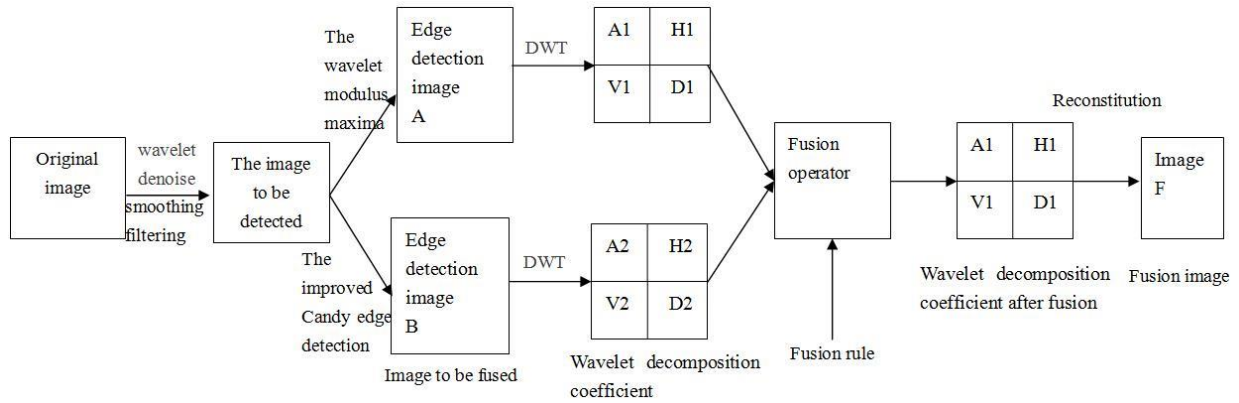 Original
image
wavelet
denoise
smoothing
filtering
The image
to be
detected
The
wavelet
modulus
maxima
Edge
detection
image
A
DWT
A1 H1
V1 D1
The
improved
Candy edge
detection
Edge
detection
image
B
Image to be fused
DWT
A2 H2
V2 D2
Wavelet decomposition
coefficient
Fusion
operator
Fusion rule
A1 H1
V1 D1
Wavelet decomposition
coefficient after fusion
Reconstitution
Image
F
Fusion image